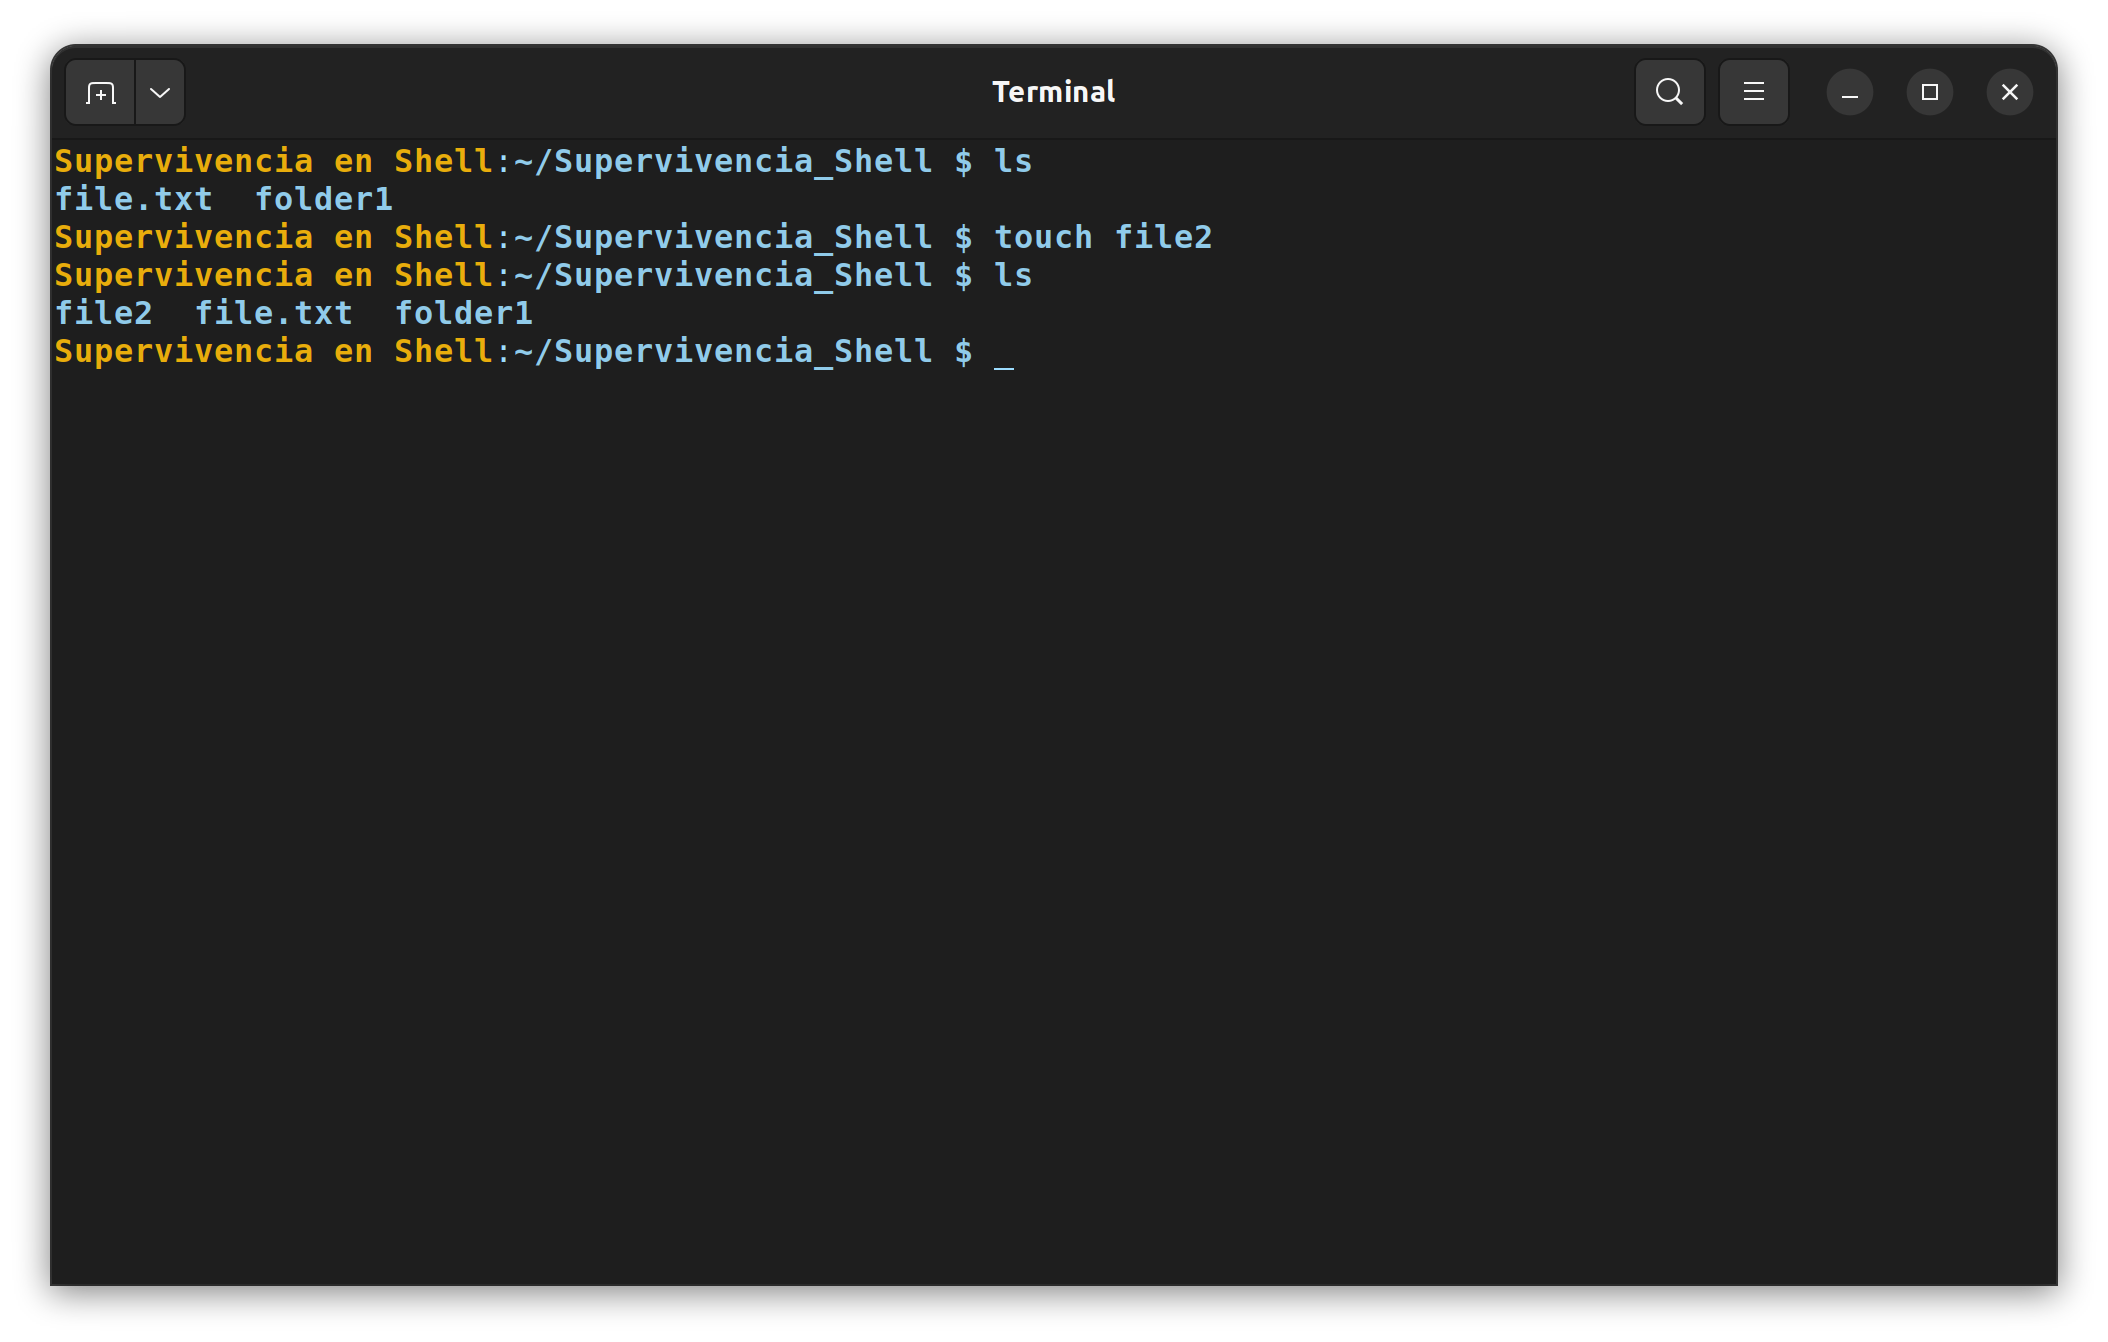 Terminal
Supervivencia en Shell:~/Supervivencia_Shell $ ls
file.txt  folder1
Supervivencia en Shell:~/Supervivencia_Shell $ touch file2
Supervivencia en Shell:~/Supervivencia_Shell $ ls
file2  file.txt  folder1
Supervivencia en Shell:~/Supervivencia_Shell $ _